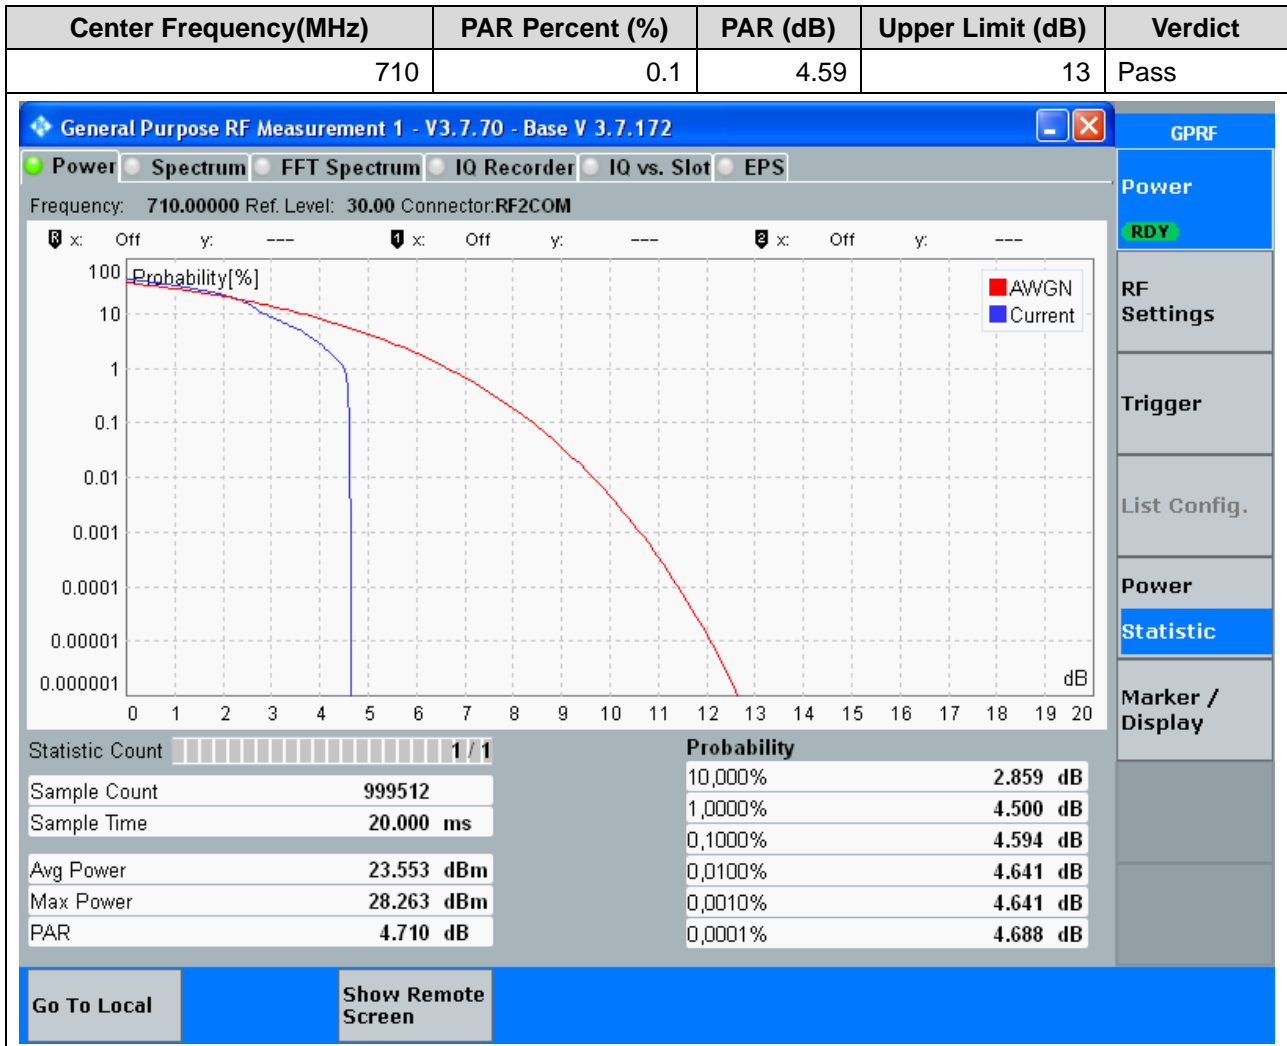 Center Frequency(MHz) PAR Percent (%) PAR (dB) Upper Limit (dB) Verdict
710 0.1 4.59 13 Pass
General Purpose RF Measurement 1 - V3.7.70 - Base V 3.7.172
GPRF
Power Spectrum FFT Spectrum IQ Recorder IQ vs. Slot EPS
Power
RDY
Frequency: 710.00000 Ref. Level: 30.00 Connector:RF2COM
R x: Off y: --- 1 x: Off y: --- 2 x: Off y: ---
100 Probability[%]
AWGN
Current
10
1
0.1
0.01
0.001
0.0001
0.00001
0.000001
dB
0 1 2 3 4 5 6 7 8 9 10 11 12 13 14 15 16 17 18 19 20
RF
Settings
Trigger
List Config.
Power
Statistic
Marker /
Display
Statistic Count 1 / 1
Sample Count 999512
Sample Time 20.000 ms
Avg Power 23.553 dBm
Max Power 28.263 dBm
PAR 4.710 dB
Probability
10,000% 2.859 dB
1,0000% 4.500 dB
0,1000% 4.594 dB
0,0100% 4.641 dB
0,0010% 4.641 dB
0,0001% 4.688 dB
Go To Local
Show Remote
Screen